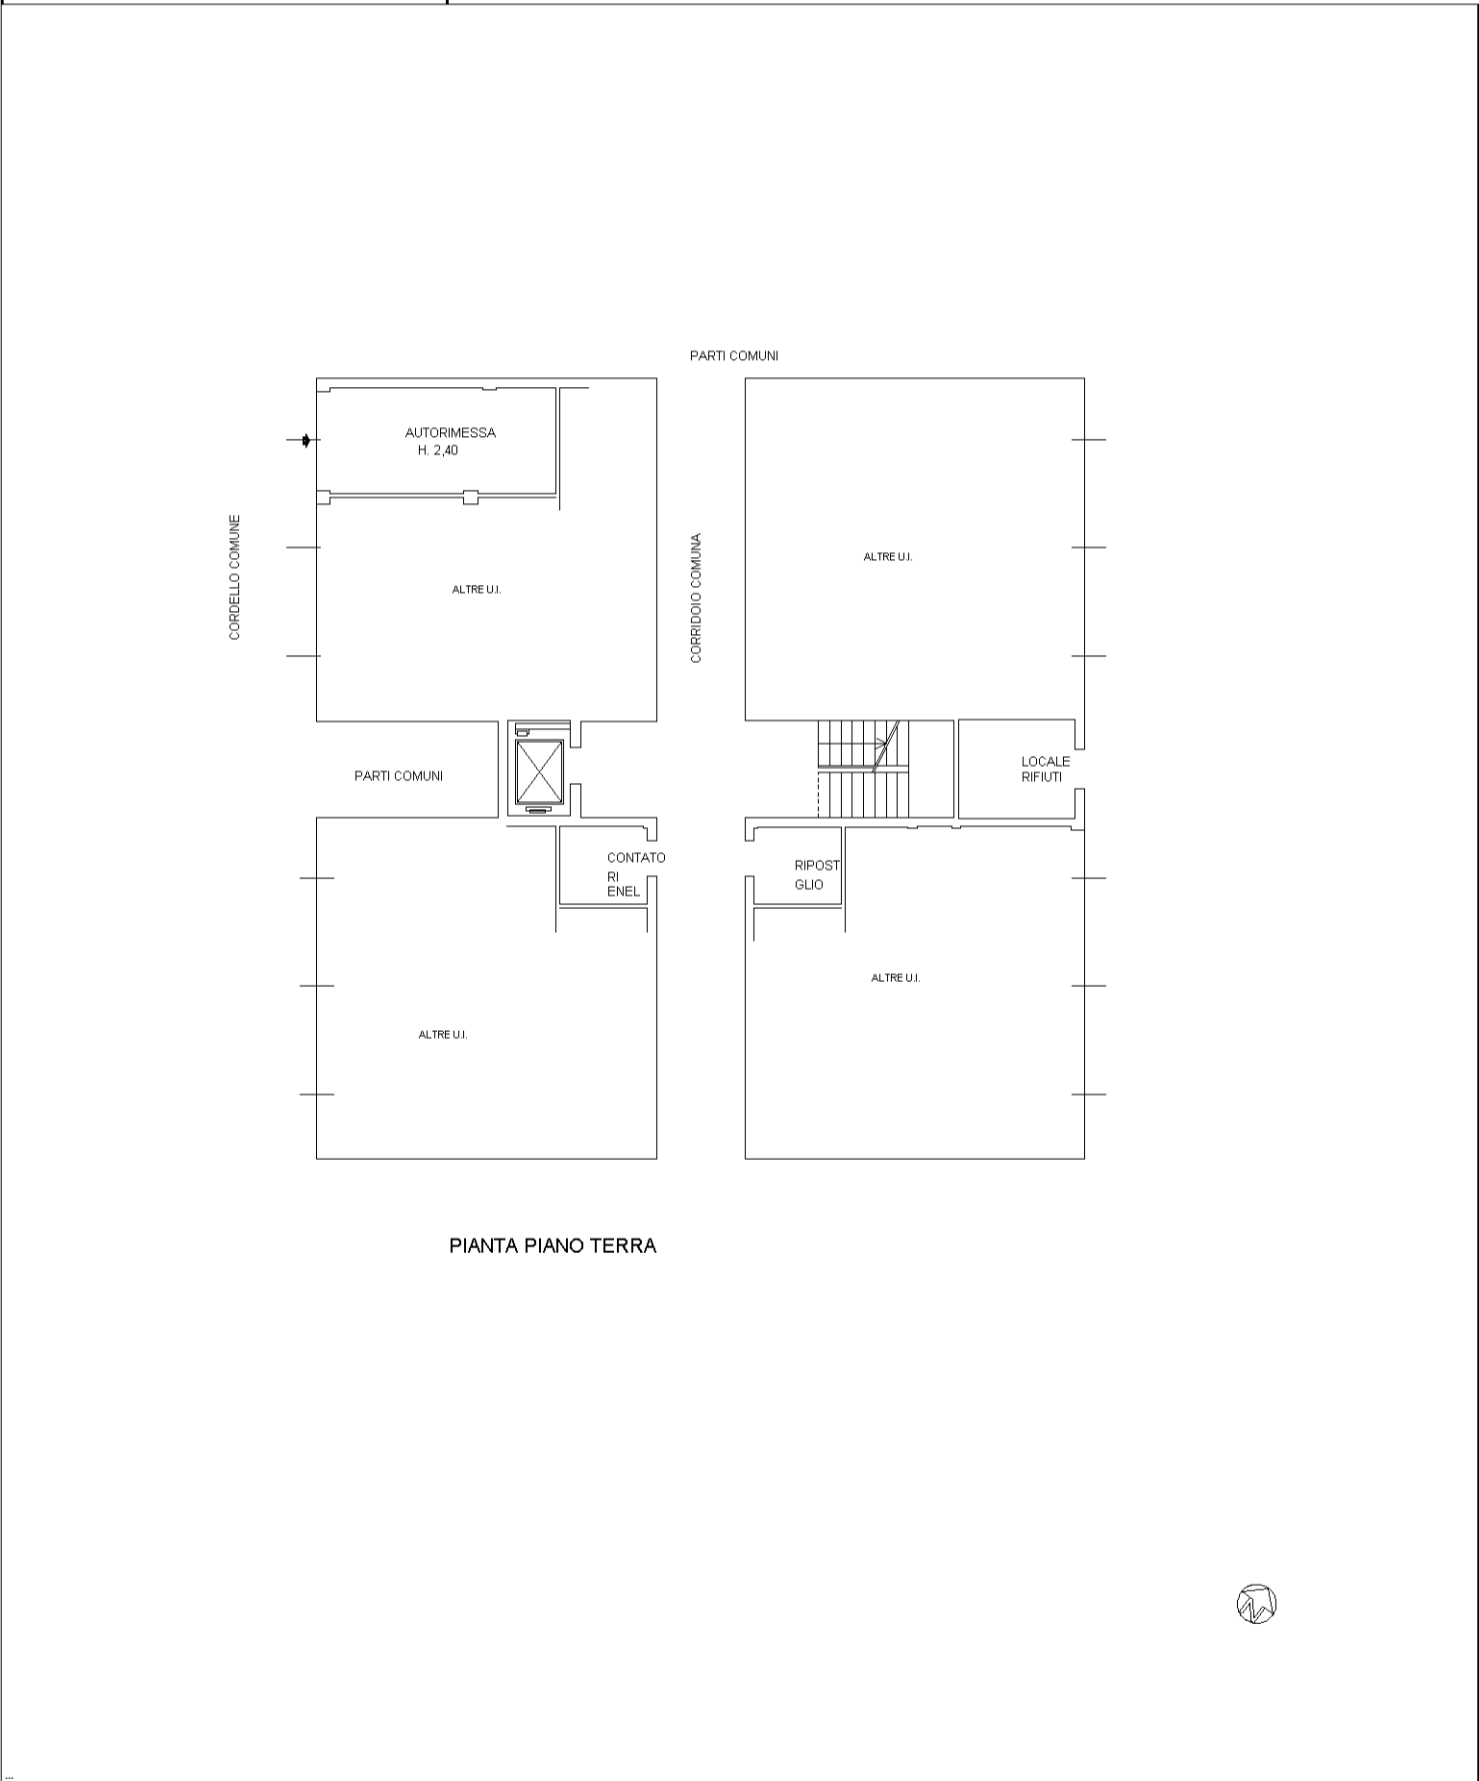 PARTI COMUNI
AUTORIMESSA
H. 2,40
CORDELLO COMUNE
CORRIDOIO COMUNA
ALTRE U.I.
ALTRE U.I.
PARTI COMUNI
LOCALE
RIFIUTI
CONTATO
RI
ENEL
RIPOST
GLIO
ALTRE U.I.
ALTRE U.I.
PIANTA PIANO TERRA